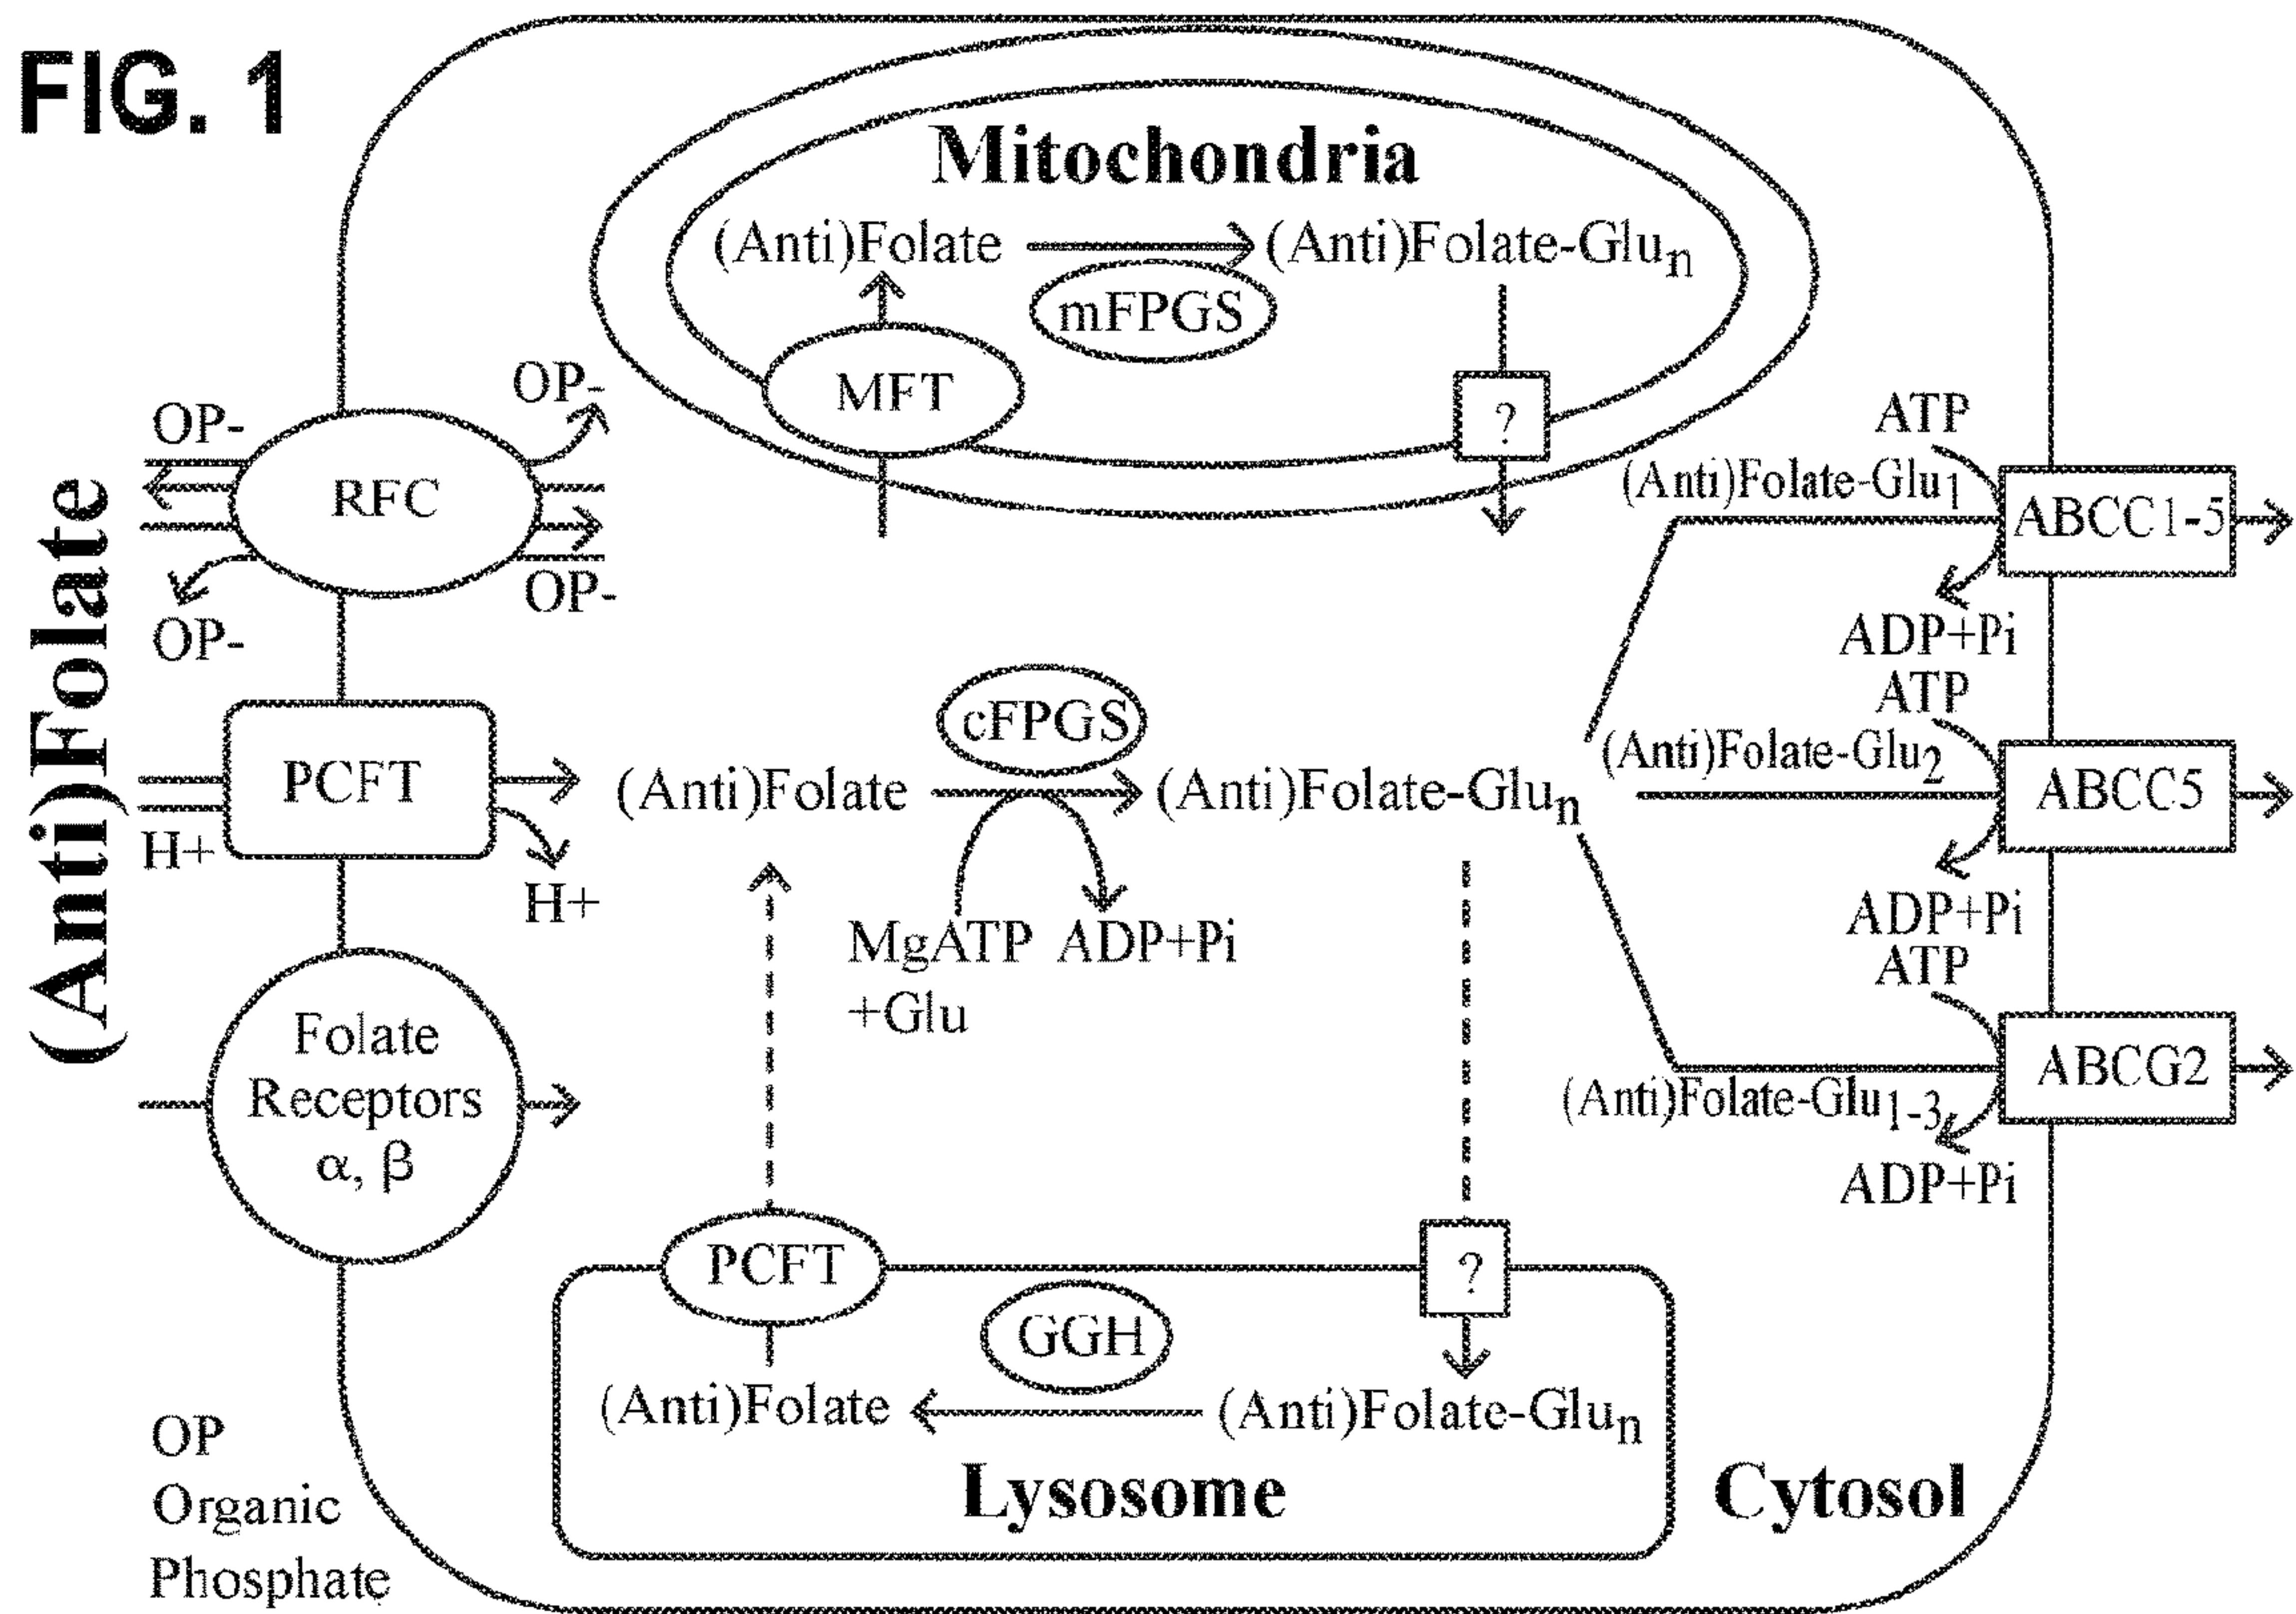 FIG. 1
Mitochondria
(Anti)Folate
(Anti)Folate-Glun
mFPGS
MFT
?
OP-
OP-
RFC
OP-
OP-
(Anti)Folate
PCFT
H+
H+
Folate
Receptors
α, β
cFPGS
(Anti)Folate
(Anti)Folate-Glun
MgATP
+Glu
ADP+Pi
ATP
(Anti)Folate-Glu1
ABCC1-5
ADP+Pi
ATP
(Anti)Folate-Glu2
ABCC5
ADP+Pi
ATP
ABCG2
(Anti)Folate-Glu1-3
ADP+Pi
PCFT
?
GGH
(Anti)Folate
(Anti)Folate-Glun
Lysosome
Cytosol
OP
Organic
Phosphate